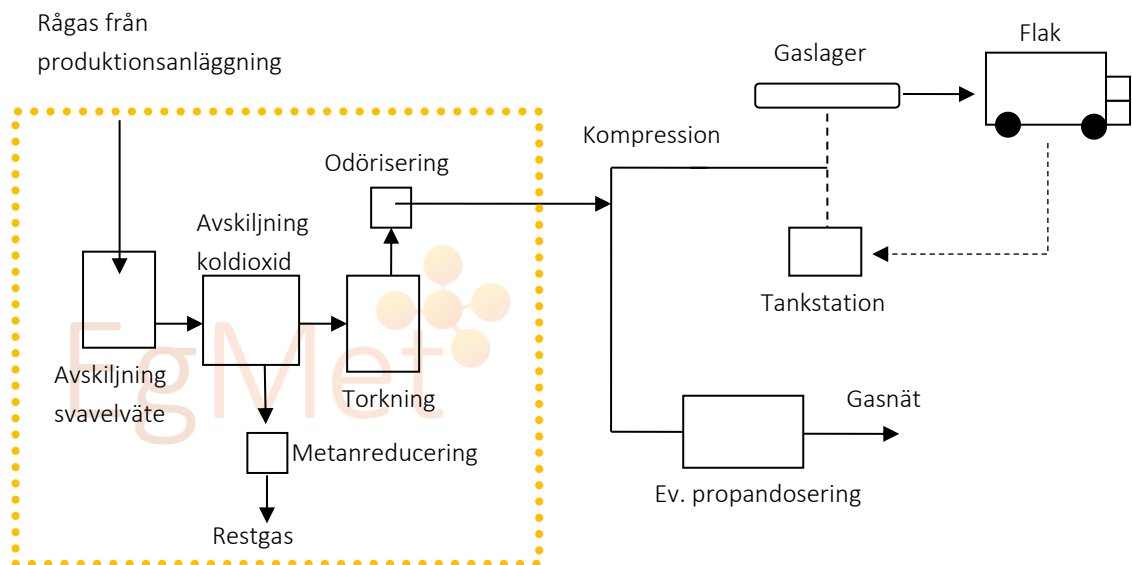 Rågas från
produktionsanläggning
Flak
Gaslager
Kompression
Odörisering
Avskiljning
koldioxid
Tankstation
EgMet
Avskiljning
svavelväte
Torkning
Gasnät
Metanreducering
Ev. propandosering
Restgas